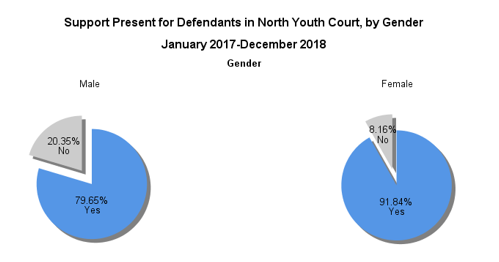 Support Present for Defendants in North Youth Court, by Gender
January 2017-December 2018
Gender
Male
Female
20.35%
No
79.65%
Yes
8.16%
No
91.84%
Yes